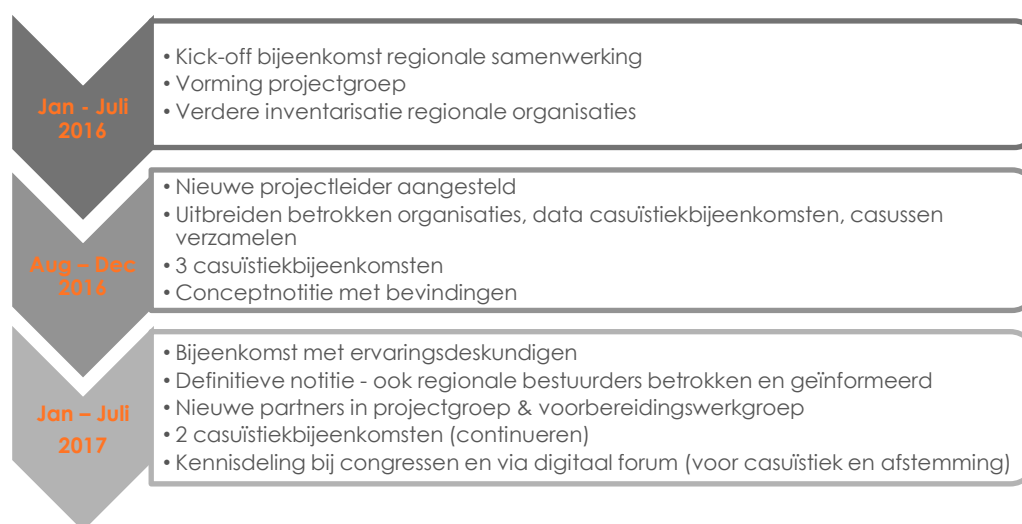 Jan - Juli
2016
• Kick-off bijeenkomst regionale samenwerking
• Vorming projectgroep
• Verdere inventarisatie regionale organisaties
Aug – Dec
2016
• Nieuwe projectleider aangesteld
• Uitbreiden betrokken organisaties, data casuïstiekbijeenkomsten, casussen
verzamelen
• 3 casuïstiekbijeenkomsten
• Conceptnotitie met bevindingen
Jan – Juli
2017
• Bijeenkomst met ervaringsdeskundigen
• Definitieve notitie - ook regionale bestuurders betrokken en geïnformeerd
• Nieuwe partners in projectgroep & voorbereidingswerkgroep
• 2 casuïstiekbijeenkomsten (continueren)
• Kennisdeling bij congressen en via digitaal forum (voor casuïstiek en afstemming)